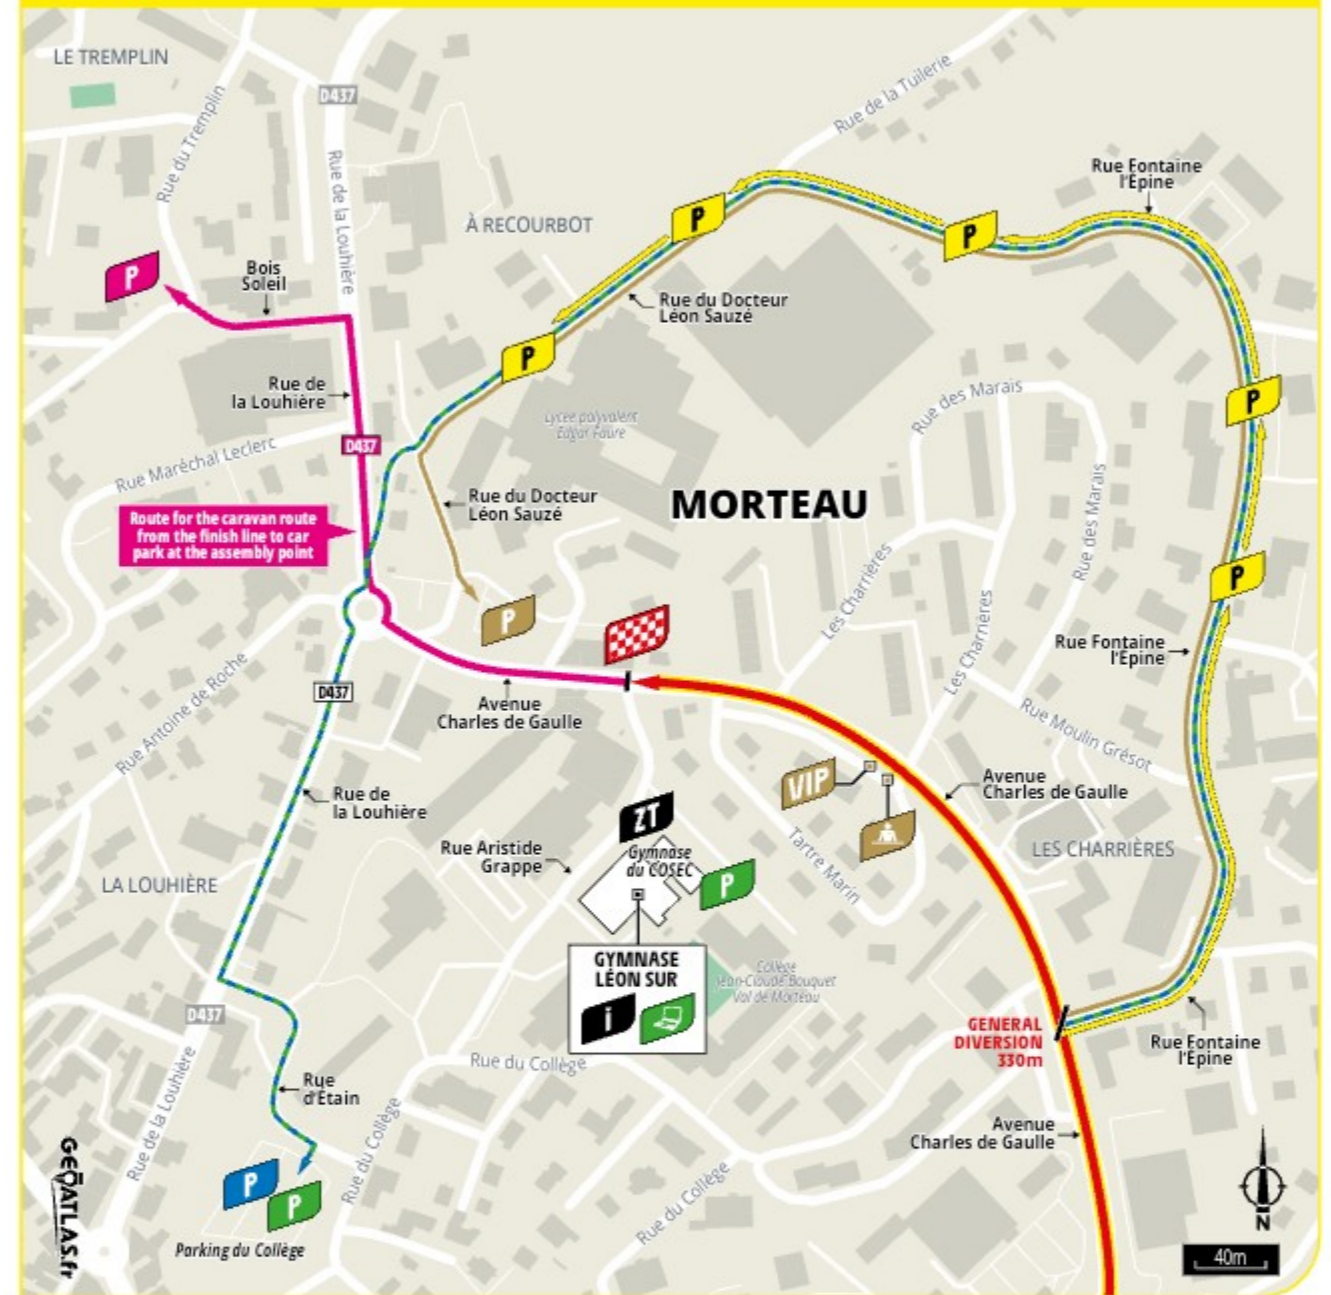 LE TREMPLIN
D437
Rue du Tremplin
Rue de la Louhière
Rue de la Tuilerie
Rue Fontaine
l'Épine
À RECOURBOT
P
P
P
Bois
Soleil
Rue du Docteur
Léon Sauzé
P
Rue de
la Louhière
Rue des Marais
P
Lycée polyvalent
Edgar Faure
D437
Rue Maréchal Leclerc
Rue du Docteur
Léon Sauzé
MORTEAU
Rue des Marais
Route for the caravan route
from the finish line to car
park at the assembly point
Les Charrières
P
P
Les Charrières
Rue Fontaine
l'Épine
D437
Rue Antoine de Roche
Avenue
Charles de Gaulle
Rue Moulin Grésot
VIP
Avenue
Charles de Gaulle
Rue de
la Louhière
ZT
Rue Aristide
Grappe
Gymnase
du COSEC
Tartre Marin
LES CHARRIÈRES
LA LOUHIÈRE
P
GYMNASE
LÉON SUR
i
Collège
Jean-Claude Bouquet
Val de Morteau
D437
GENERAL
DIVERSION
330m
Rue Fontaine
l'Épine
Rue du Collège
Rue
d'Étain
Rue de la Louhière
Rue du Collège
Avenue
Charles de Gaulle
GEOATLAS.fr
P
P
Rue du Collège
Parking du Collège
N
40m